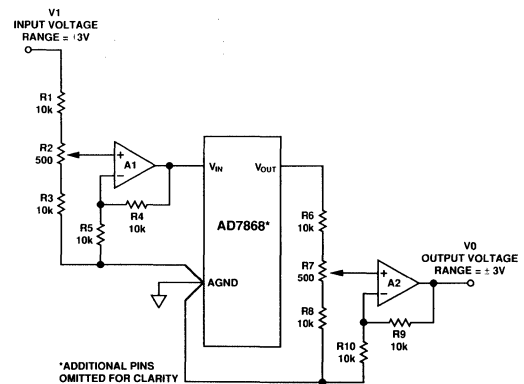 V1
INPUT VOLTAGE
RANGE = ±3V
R1
10k
R2
500
R3
10k
A1
R4
10k
R5
10k
VIN
VOUT
AD7868*
AGND
R6
10k
R7
500
R8
10k
A2
R9
10k
R10
10k
V0
OUTPUT VOLTAGE
RANGE = ± 3V
*ADDITIONAL PINS
OMITTED FOR CLARITY